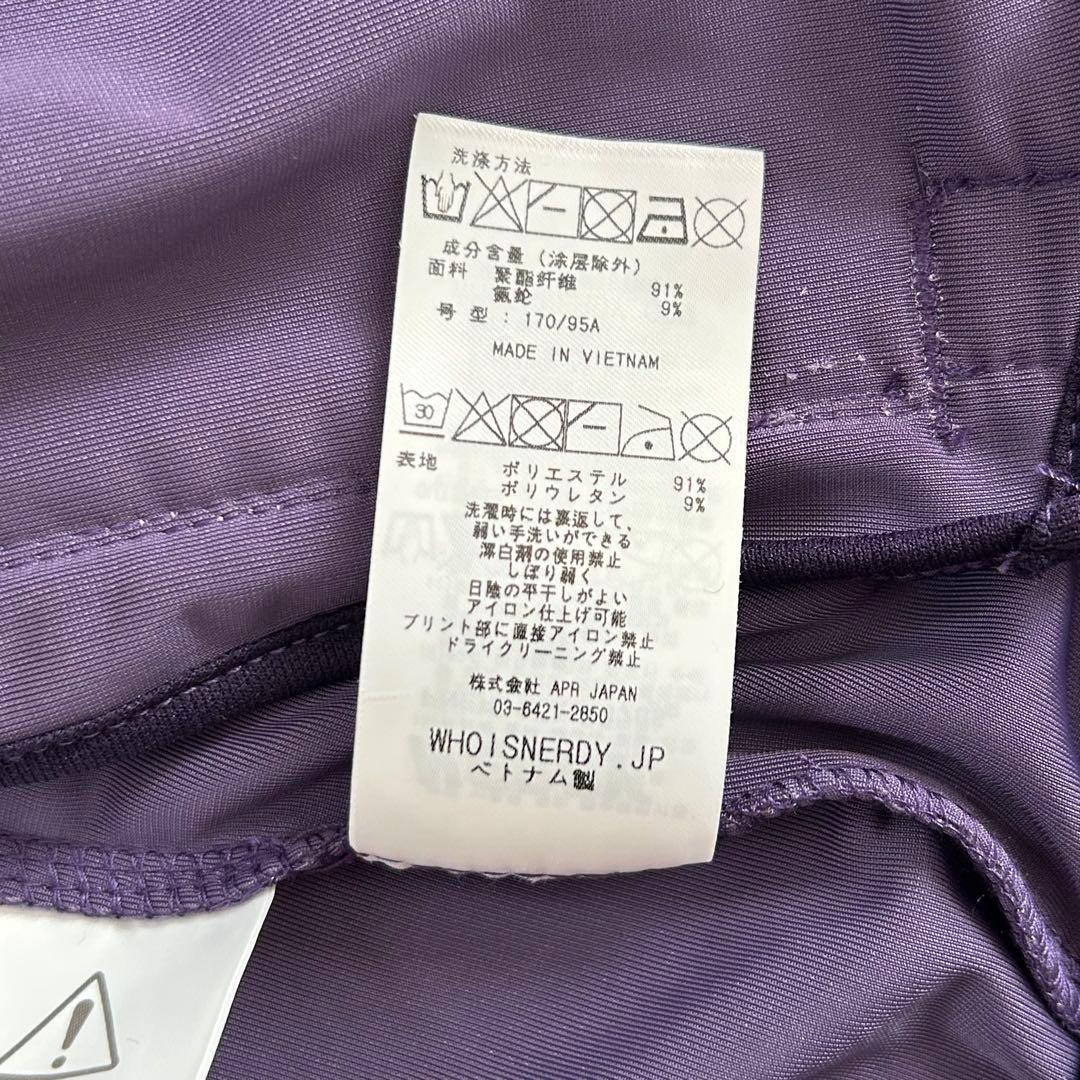 洗涤方法
成分含量 (涂层除外)
面料 聚酯纤维 91%
氨纶 9%
号 型 : 170/95A
MADE IN VIETNAM
30
表地 ポリエステル 91%
ポリウレタン 9%
洗濯時には裏返して、
弱い手洗いができる
漂白剤の使用禁止
しぼり弱く
日陰の平干しがよい
アイロン仕上げ可能
プリント部に直接アイロン禁止
ドライクリーニング禁止
株式会社 APR JAPAN
03-6421-2850
WHOISNERDY.JP
ベトナム製